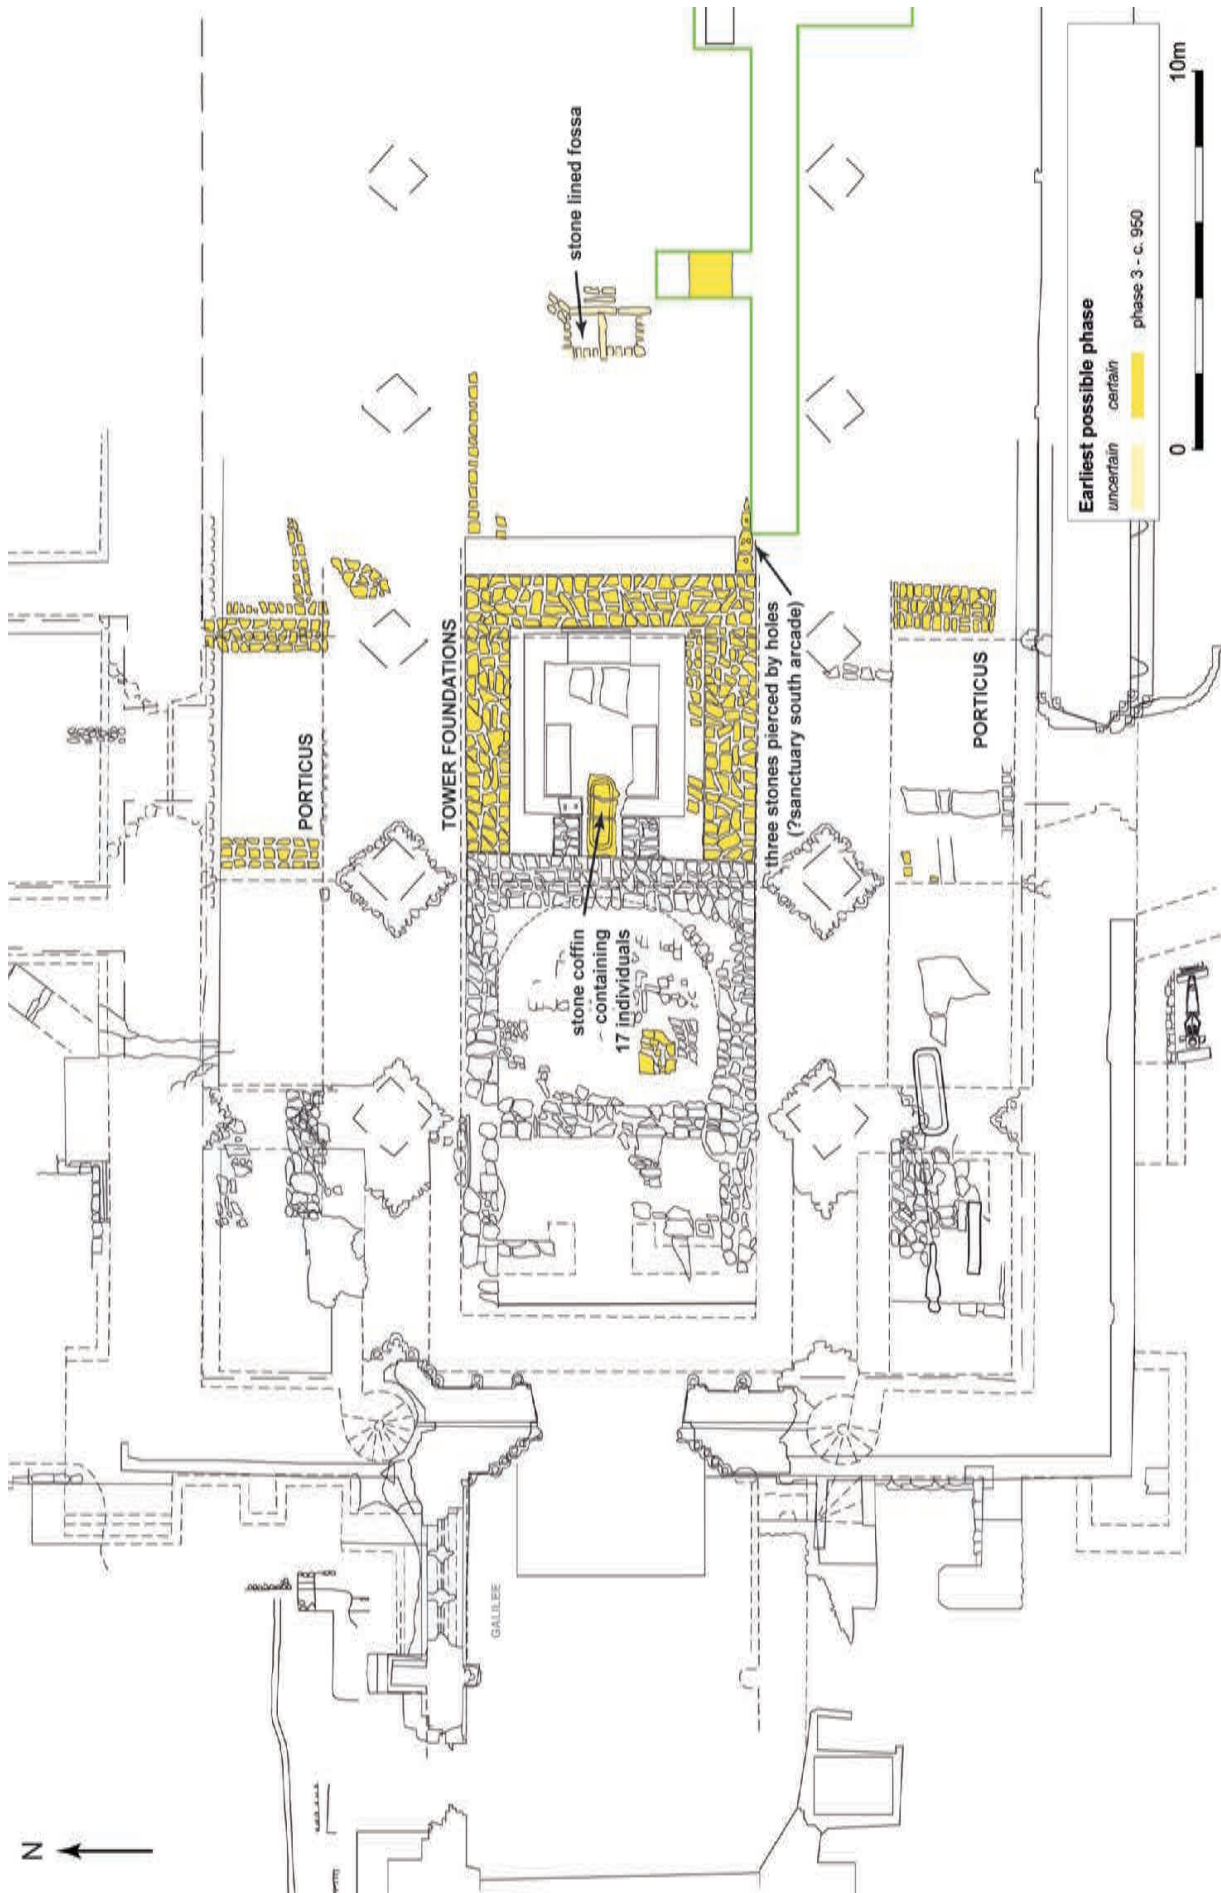 N
GALILEE
PORTICUS
TOWER FOUNDATIONS
stone coffin
containing
17 individuals
three stones pierced by holes
(?sanctuary south arcade)
PORTICUS
stone lined fossa
Earliest possible phase
uncertain certain
phase 3 - c. 950
0 10m